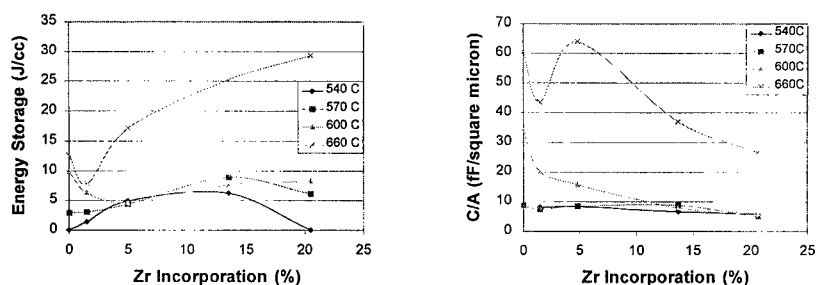 35
30
25
20
15
10
5
0
Energy Storage (J/cc)
0 5 10 15 20 25
Zr Incorporation (%)
540 C
570 C
600 C
660 C
70
60
50
40
30
20
10
0
C/A (fF/square micron)
0 5 10 15 20 25
Zr Incorporation (%)
540C
570C
600C
660C